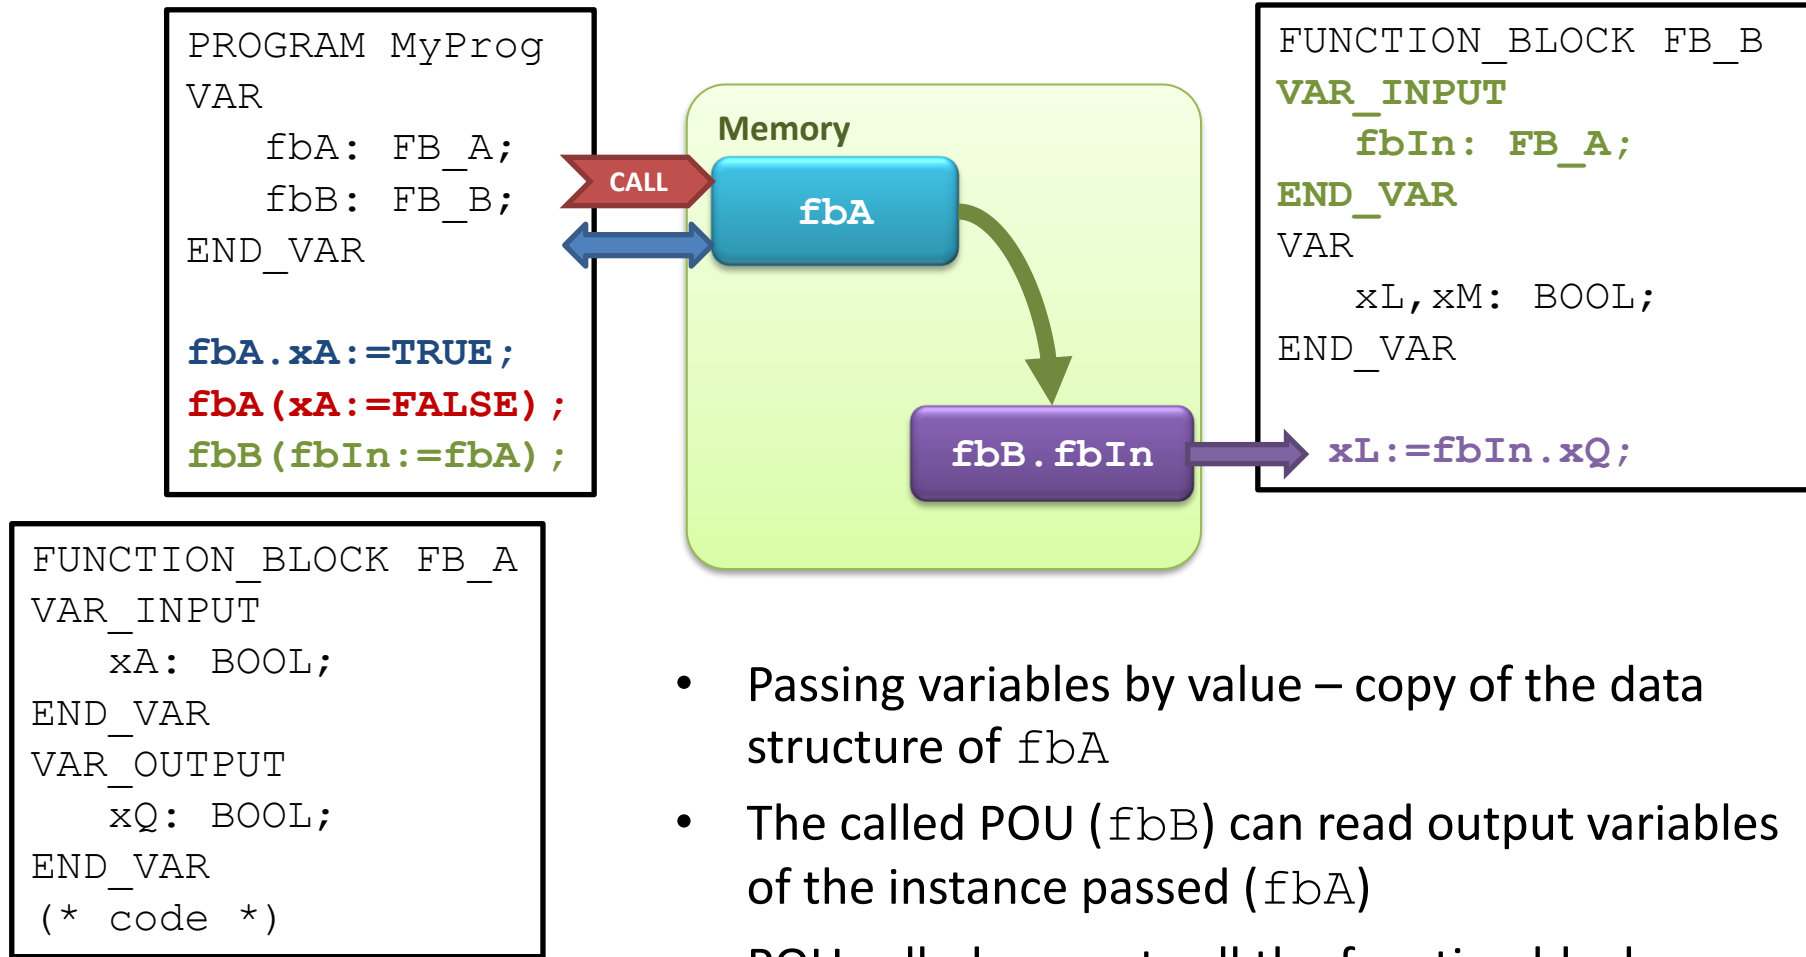 PROGRAM MyProg
VAR
fbA: FB_A;
fbB: FB_B;
END_VAR
fbA.xA:=TRUE;
fbA(xA:=FALSE);
fbB(fbIn:=fbA);
CALL
Memory
fbA
fbB.fbIn
FUNCTION_BLOCK FB_B
VAR_INPUT
fbIn: FB_A;
END_VAR
VAR
xL,xM: BOOL;
END_VAR
xL:=fbIn.xQ;
FUNCTION_BLOCK FB_A
VAR_INPUT
xA: BOOL;
END_VAR
VAR_OUTPUT
xQ: BOOL;
END_VAR
(* code *)
• Passing variables by value – copy of the data
structure of fbA
• The called POU (fbB) can read output variables
of the instance passed (fbA)